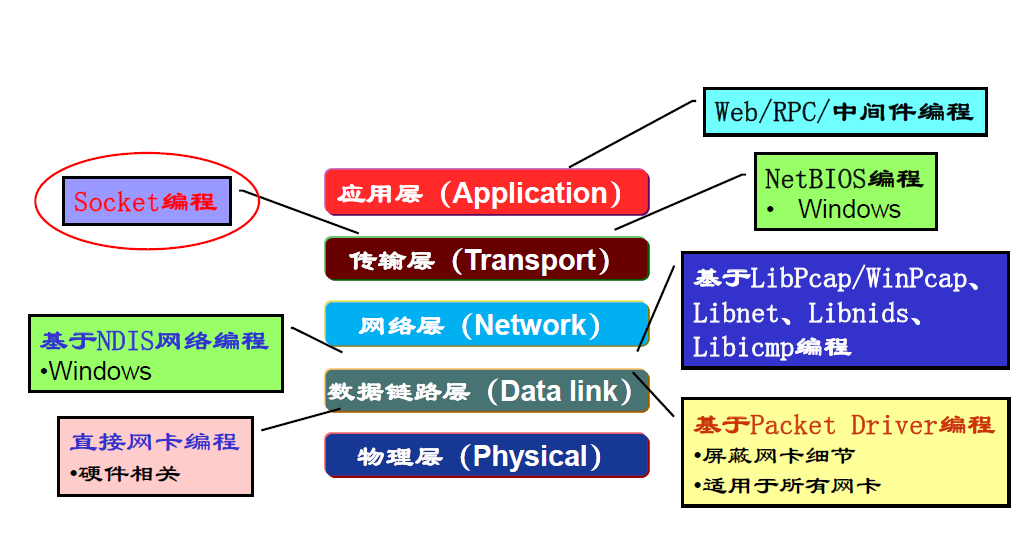 Web/RPC/中间件编程
Socket编程
应用层（Application）
NetBIOS编程
• Windows
传输层（Transport）
基于LibPcap/WinPcap、
Libnet、Libnids、
Libicmp编程
网络层（Network）
基于NDIS网络编程
•Windows
数据链路层（Data link）
直接网卡编程
•硬件相关
基于Packet Driver编程
•屏蔽网卡细节
•适用于所有网卡
物理层（Physical）